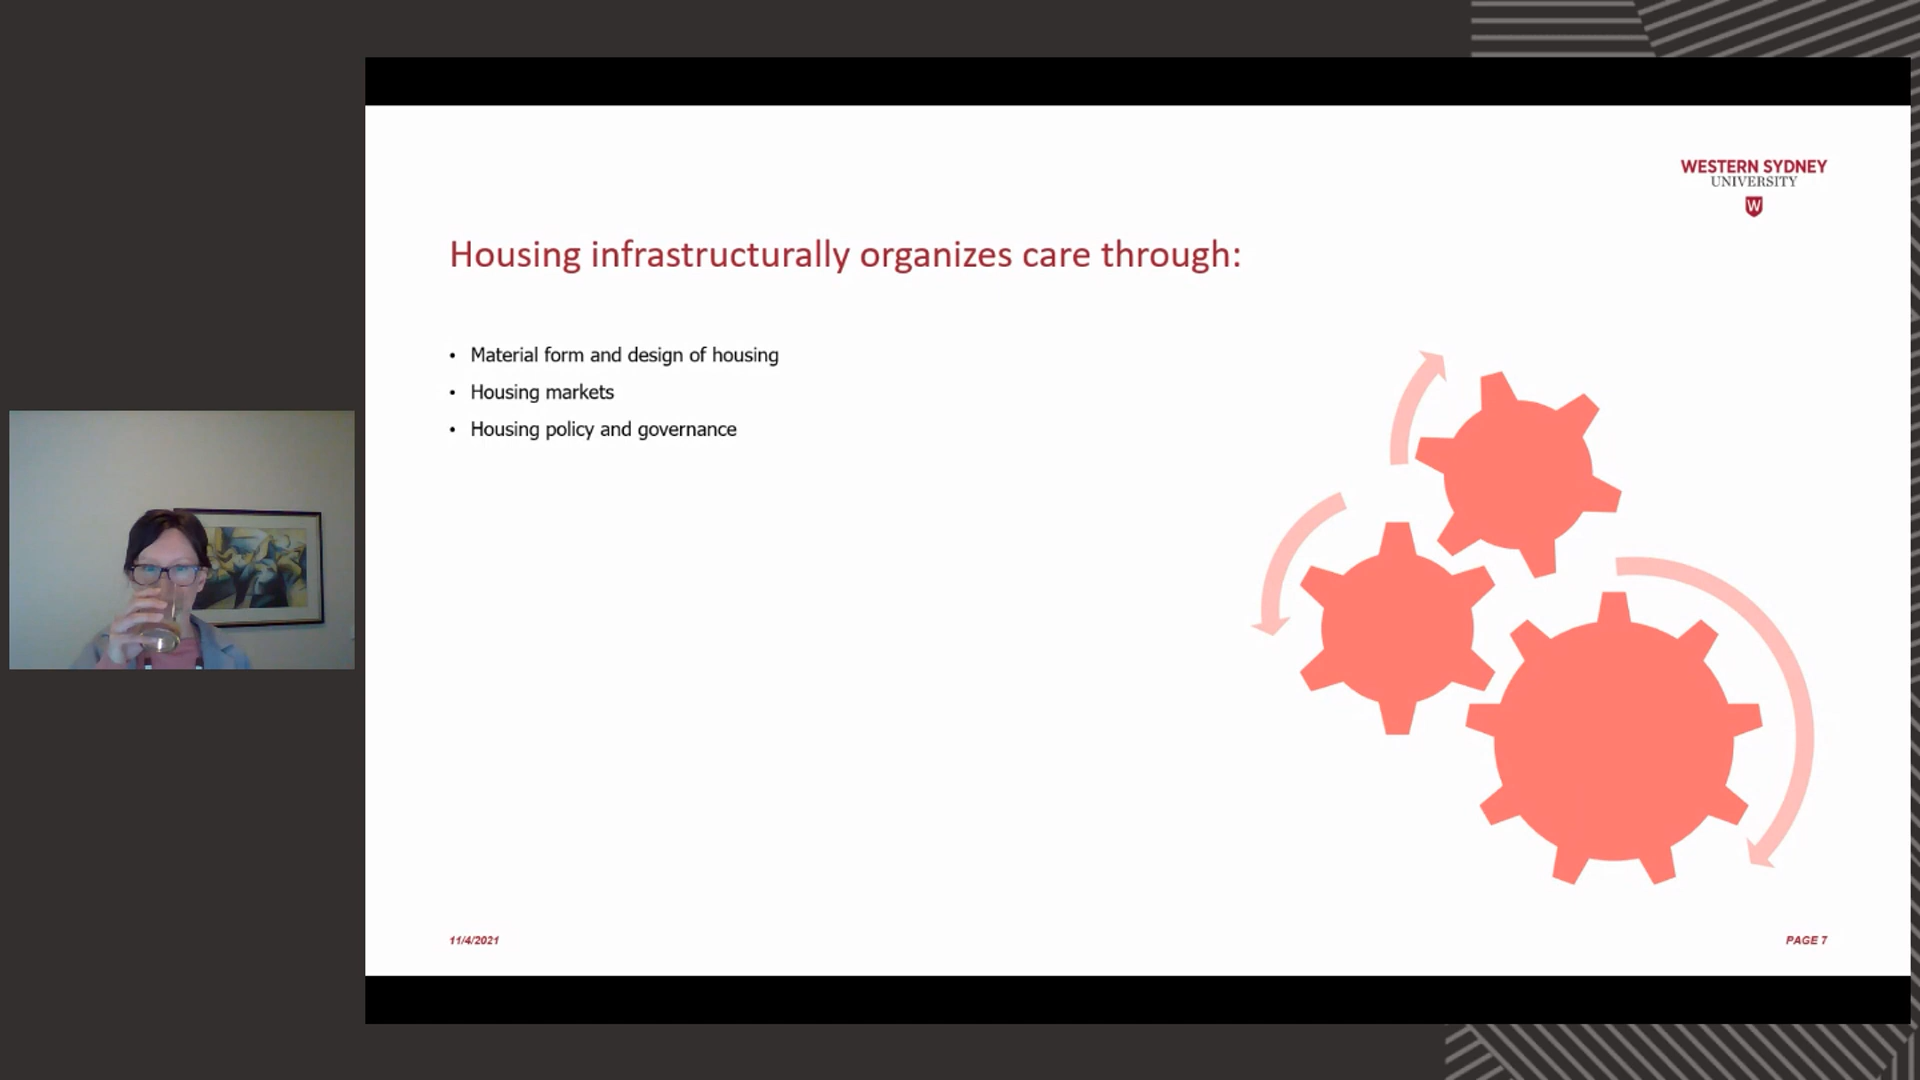 WESTERN SYDNEY
UNIVERSITY
W
Housing infrastructurally organizes care through:
• Material form and design of housing
• Housing markets
• Housing policy and governance
11/4/2021
PAGE 7